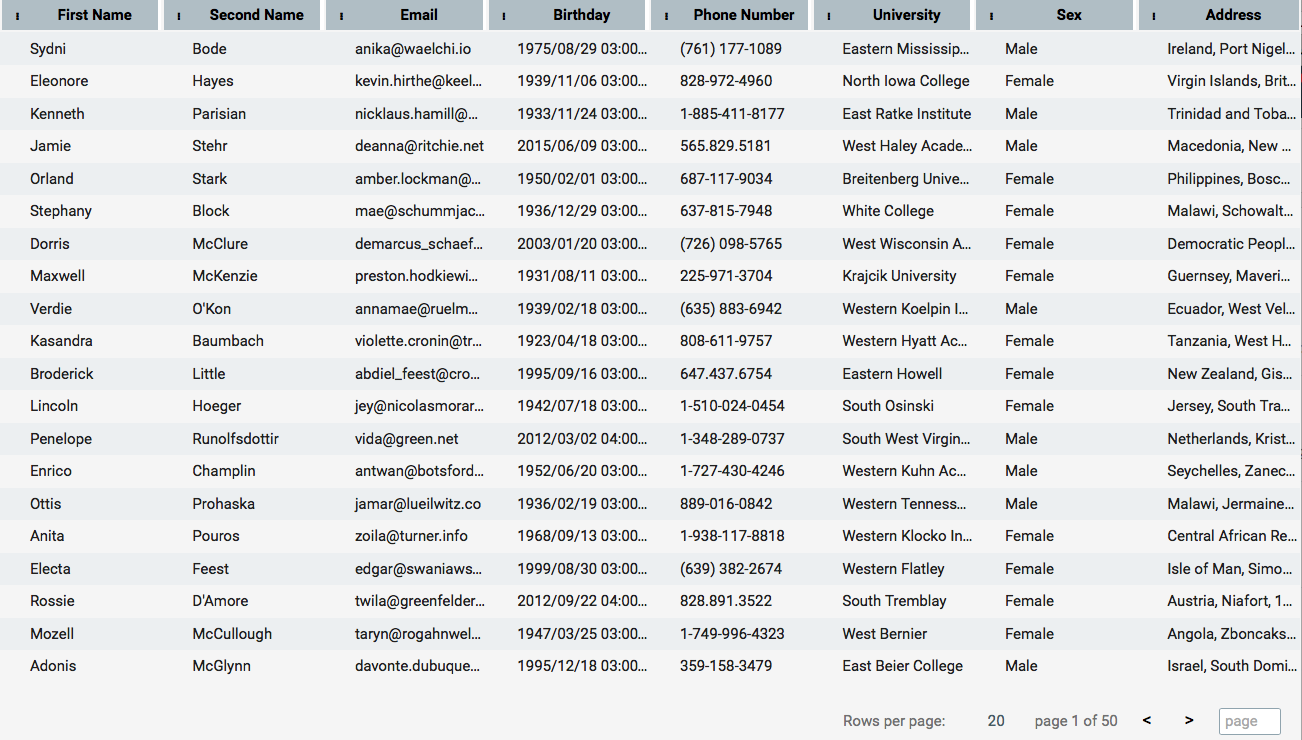 First Name Second Name Email Birthday Phone Number University Sex Address
Sydni Bode anika@waelchi.io 1975/08/29 03:00... (761) 177-1089 Eastern Mississip... Male Ireland, Port Nigel...
Eleonore Hayes kevin.hirthe@keel... 1939/11/06 03:00... 828-972-4960 North Iowa College Female Virgin Islands, Brit...
Kenneth Parisian nicklaus.hamill@... 1933/11/24 03:00... 1-885-411-8177 East Ratke Institute Male Trinidad and Toba...
Jamie Stehr deanna@ritchie.net 2015/06/09 03:00... 565.829.5181 West Haley Acade... Male Macedonia, New ...
Orland Stark amber.lockman@... 1950/02/01 03:00... 687-117-9034 Breitenberg Unive... Female Philippines, Bosc...
Stephany Block mae@schummjac... 1936/12/29 03:00... 637-815-7948 White College Female Malawi, Schowalt...
Dorris McClure demarcus_schaef... 2003/01/20 03:00... (726) 098-5765 West Wisconsin A... Female Democratic Peopl...
Maxwell McKenzie preston.hodkiewi... 1931/08/11 03:00... 225-971-3704 Krajcik University Female Guernsey, Maveri...
Verdie O'Kon annamae@ruelm... 1939/02/18 03:00... (635) 883-6942 Western Koelpin I... Male Ecuador, West Vel...
Kasandra Baumbach violette.cronin@tr... 1923/04/18 03:00... 808-611-9757 Western Hyatt Ac... Female Tanzania, West H...
Broderick Little abdiel_feest@cro... 1995/09/16 03:00... 647.437.6754 Eastern Howell Female New Zealand, Gis...
Lincoln Hoeger jey@nicolasmorar... 1942/07/18 03:00... 1-510-024-0454 South Osinski Female Jersey, South Tra...
Penelope Runolfsdottir vida@green.net 2012/03/02 04:00... 1-348-289-0737 South West Virgin... Male Netherlands, Krist...
Enrico Champlin antwan@botsford... 1952/06/20 03:00... 1-727-430-4246 Western Kuhn Ac... Male Seychelles, Zanec...
Ottis Prohaska jamar@lueilwitz.co 1936/02/19 03:00... 889-016-0842 Western Tenness... Male Malawi, Jermaine...
Anita Pouros zoila@turner.info 1968/09/13 03:00... 1-938-117-8818 Western Klocko In... Female Central African Re...
Electa Feest edgar@swaniaws... 1999/08/30 03:00... (639) 382-2674 Western Flatley Female Isle of Man, Simo...
Rossie D'Amore twila@greenfelder... 2012/09/22 04:00... 828.891.3522 South Tremblay Female Austria, Niafort, 1...
Mozell McCullough taryn@rogahnwel... 1947/03/25 03:00... 1-749-996-4323 West Bernier Female Angola, Zboncaks...
Adonis McGlynn davonte.dubuque... 1995/12/18 03:00... 359-158-3479 East Beier College Male Israel, South Domi...
Rows per page: 20 page 1 of 50 < > page